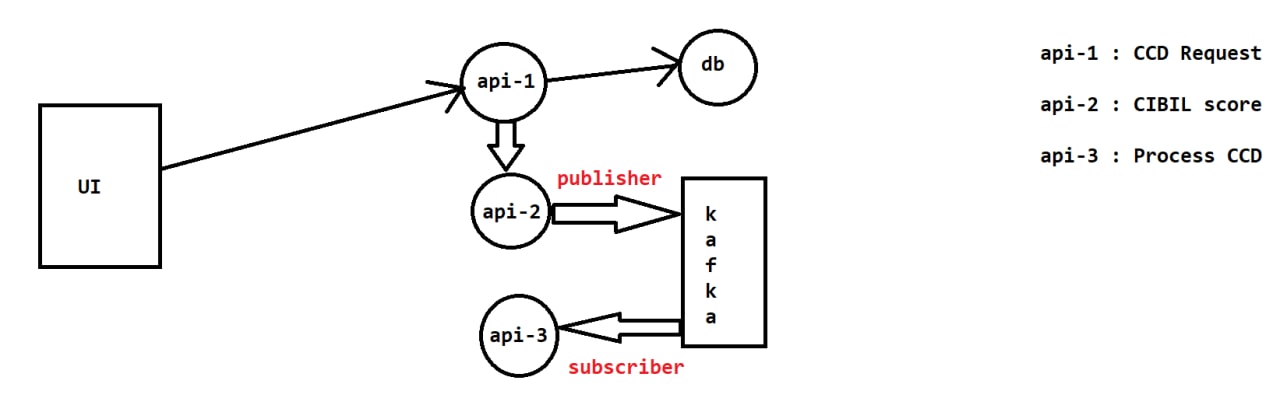 UI
api-1
db
api-2
publisher
k
a
f
k
a
api-3
subscriber
api-1 : CCD Request
api-2 : CIBIL score
api-3 : Process CCD